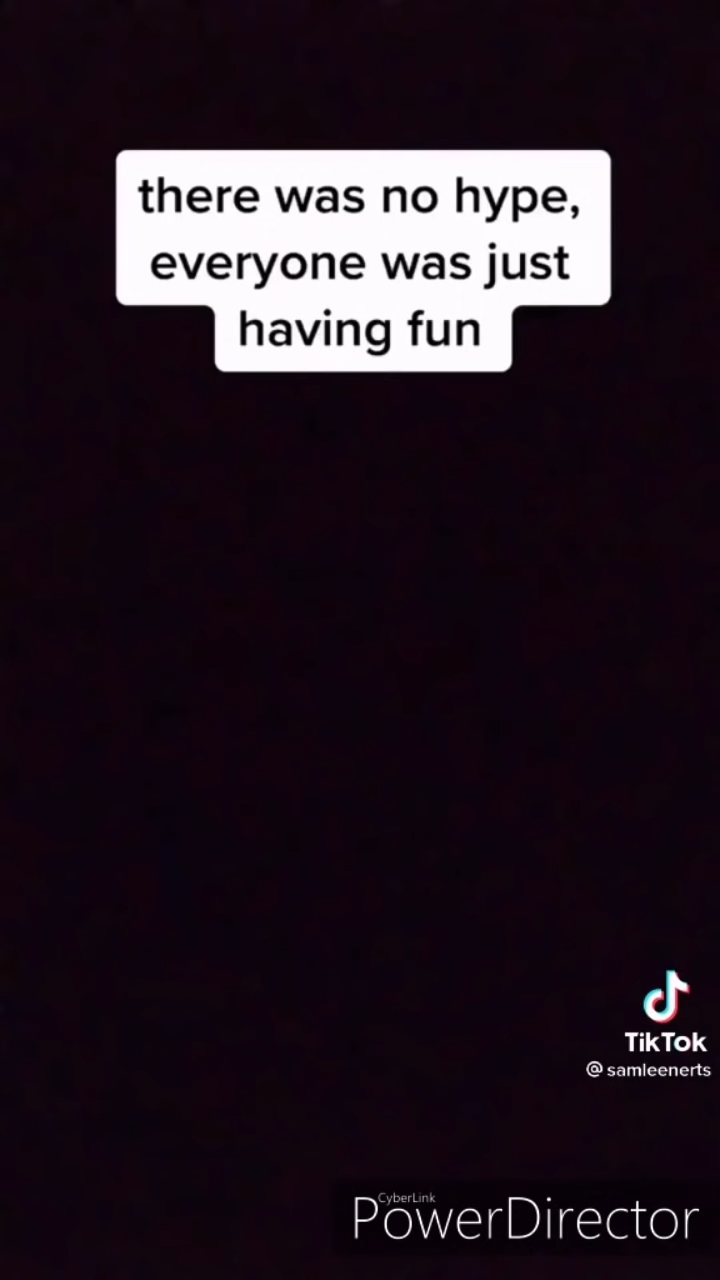 there was no hype,
everyone was just
having fun
TikTok
@samleenerts
CyberLink
PowerDirector